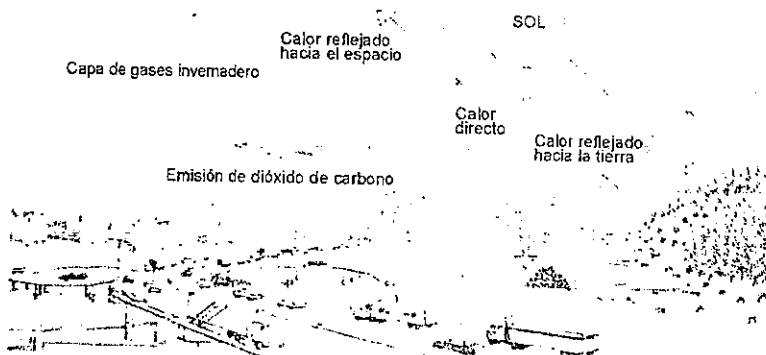 SOL
Calor reflejado
hacia el espacio
Capa de gases invernadero
Calor
directo
Calor reflejado
hacia la tierra
Emisión de dióxido de carbono